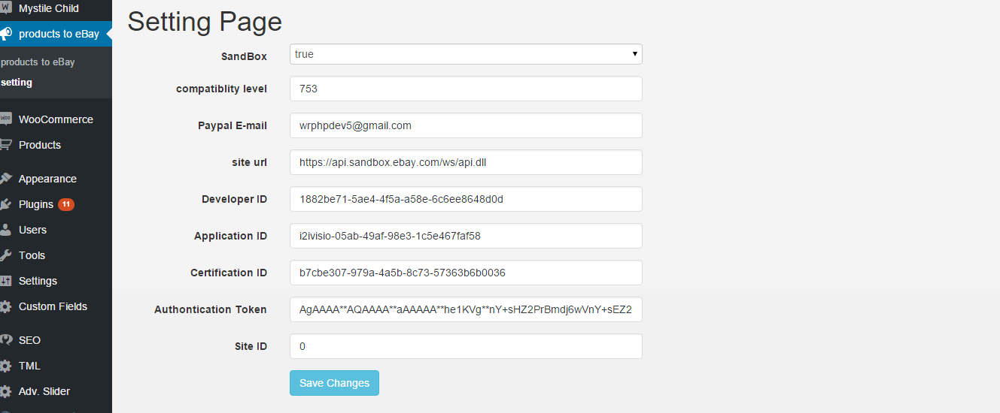 Mystile Child
products to eBay
products to eBay
setting
WooCommerce
Products
Appearance
Plugins 11
Users
Tools
Settings
Custom Fields
SEO
TML
Adv. Slider
Setting Page
SandBox true
compatiblity level 753
Paypal E-mail wrphpdev5@gmail.com
site url https://api.sandbox.ebay.com/ws/api.dll
Developer ID 1882be71-5ae4-4f5a-a58e-6c6ee8648d0d
Application ID i2ivisio-05ab-49af-98e3-1c5e467faf58
Certification ID b7cbe307-979a-4a5b-8c73-57363b6b0036
Authontication Token AgAAAA**AQAAAA**aAAAAA**he1KVg**nY+sHZ2PrBmdj6wVnY+sEZ2
Site ID 0
Save Changes